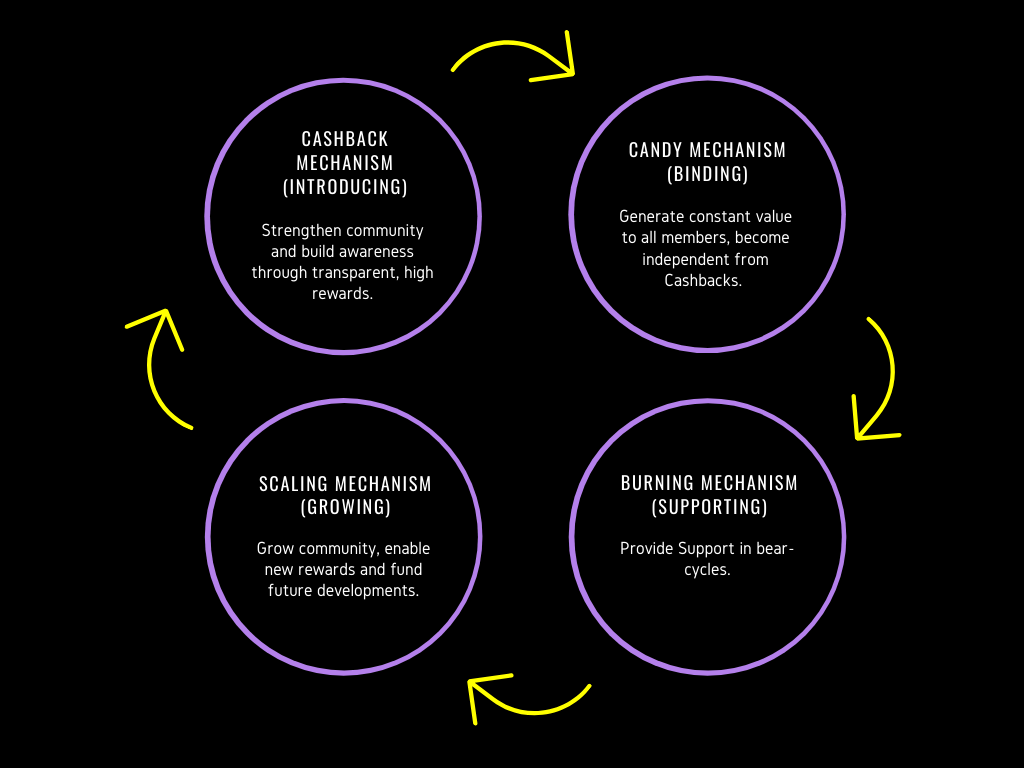 CASHBACK
MECHANISM
(INTRODUCING)
Strengthen community
and build awareness
through transparent, high
rewards.
CANDY MECHANISM
(BINDING)
Generate constant value
to all members, become
independent from
Cashbacks.
SCALING MECHANISM
(GROWING)
Grow community, enable
new rewards and fund
future developments.
BURNING MECHANISM
(SUPPORTING)
Provide Support in bear-
cycles.